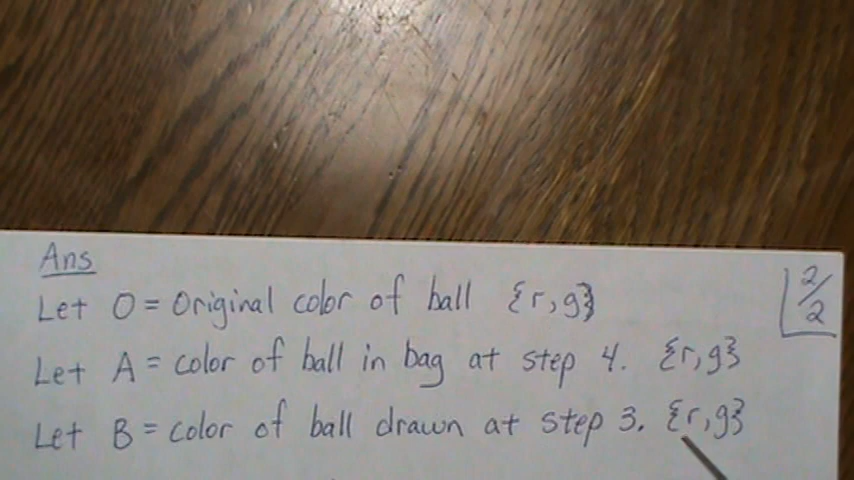 Ans
2/2
Let O = Original color of ball {r, g}
Let A = color of ball in bag at step 4. {r, g}
Let B = color of ball drawn at step 3. {r, g}